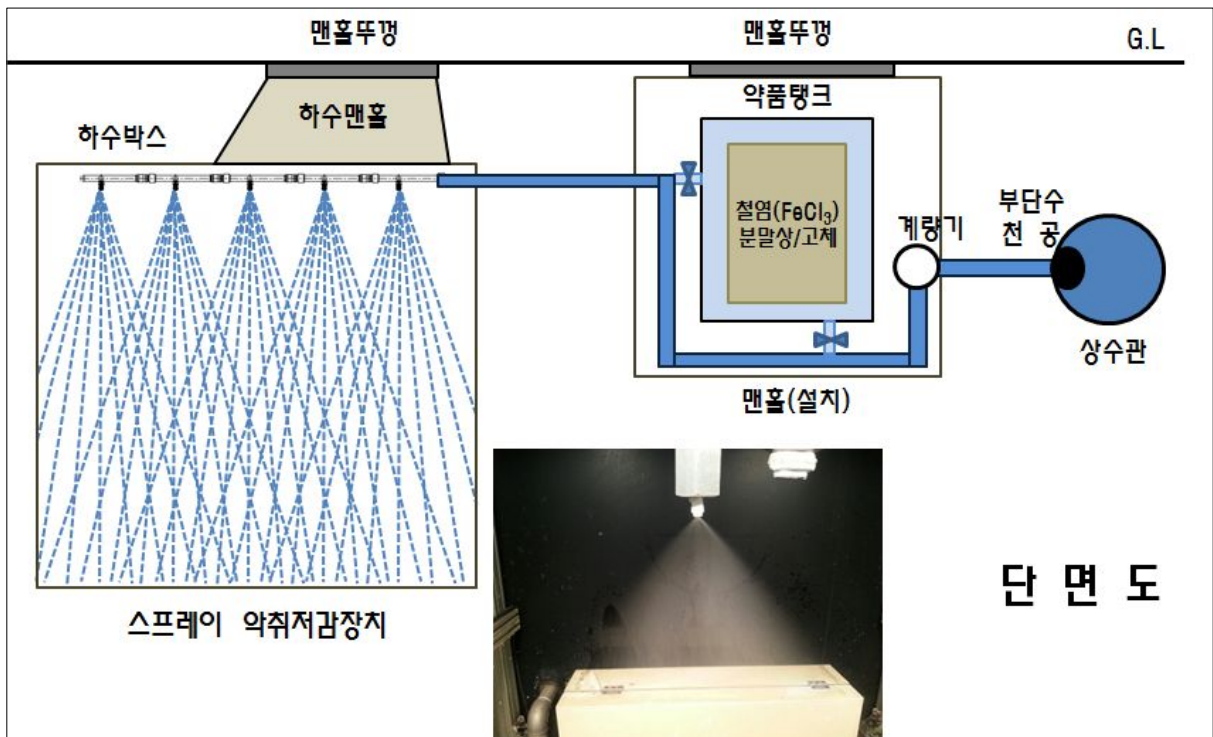 맨홀뚜껑
맨홀뚜껑
G.L
하수맨홀
하수박스
약품탱크
철염(FeCl₃)
분말상/고체
계량기
부단수
천 공
상수관
맨홀(설치)
스프레이 악취저감장치
단 면 도